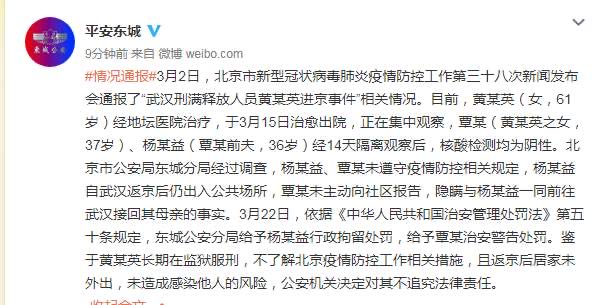 平安东城
9分钟前 来自 微博 weibo.com
#情况通报#3月2日，北京市新型冠状病毒肺炎疫情防控工作第三十八次新闻发布
会通报了“武汉刑满释放人员黄某英进京事件”相关情况。目前，黄某英（女，61
岁）经地坛医院治疗，于3月15日治愈出院，正在集中观察，覃某（黄某英之女，
37岁）、杨某益（覃某前夫，36岁）经14天隔离观察后，核酸检测均为阴性。北
京市公安局东城分局经过调查，杨某益、覃某未遵守疫情防控相关规定，杨某益
自武汉返京后仍出入公共场所，覃某未主动向社区报告，隐瞒与杨某益一同前往
武汉接回其母亲的事实。3月22日，依据《中华人民共和国治安管理处罚法》第五
十条规定，东城公安分局给予杨某益行政拘留处罚，给予覃某治安警告处罚。鉴
于黄某英长期在监狱服刑，不了解北京疫情防控工作相关措施，且返京后居家未
外出，未造成感染他人的风险，公安机关决定对其不追究法律责任。
收起全文